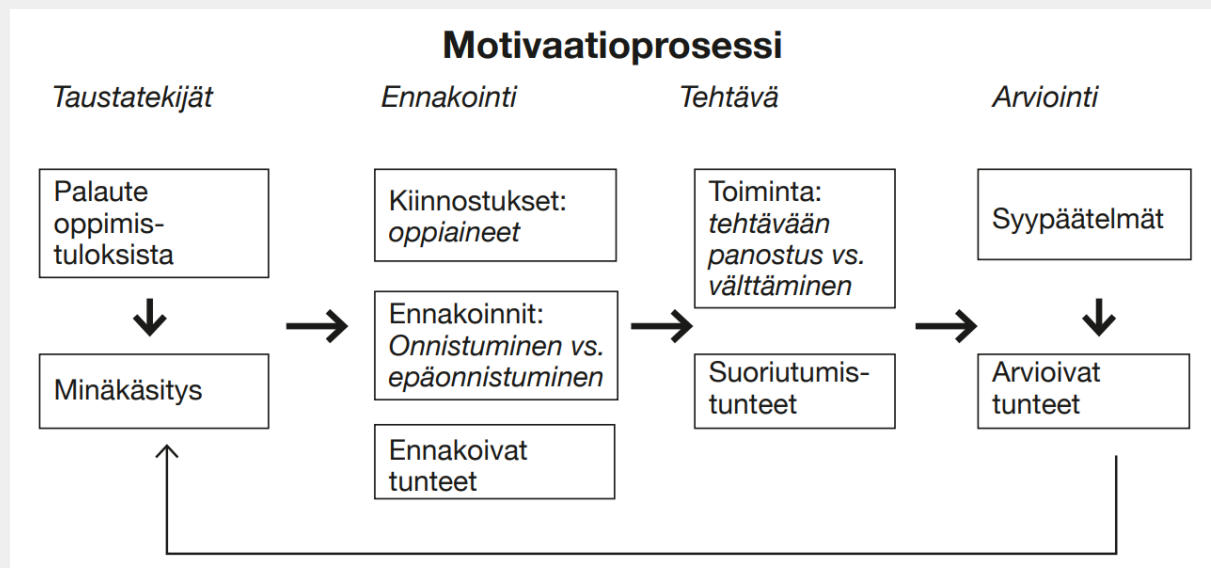 Motivaatioprosessi
Taustatekijät
Ennakointi
Tehtävä
Arviointi
Palaute
oppimis-
tuloksista
Minäkäsitys
Kiinnostukset:
oppiaineet
Ennakoinnit:
Onnistuminen vs.
epäonnistuminen
Ennakoivat
tunteet
Toiminta:
tehtävään
panostus vs.
välttäminen
Suoriutumis-
tunteet
Syypäätelmät
Arvioivat
tunteet